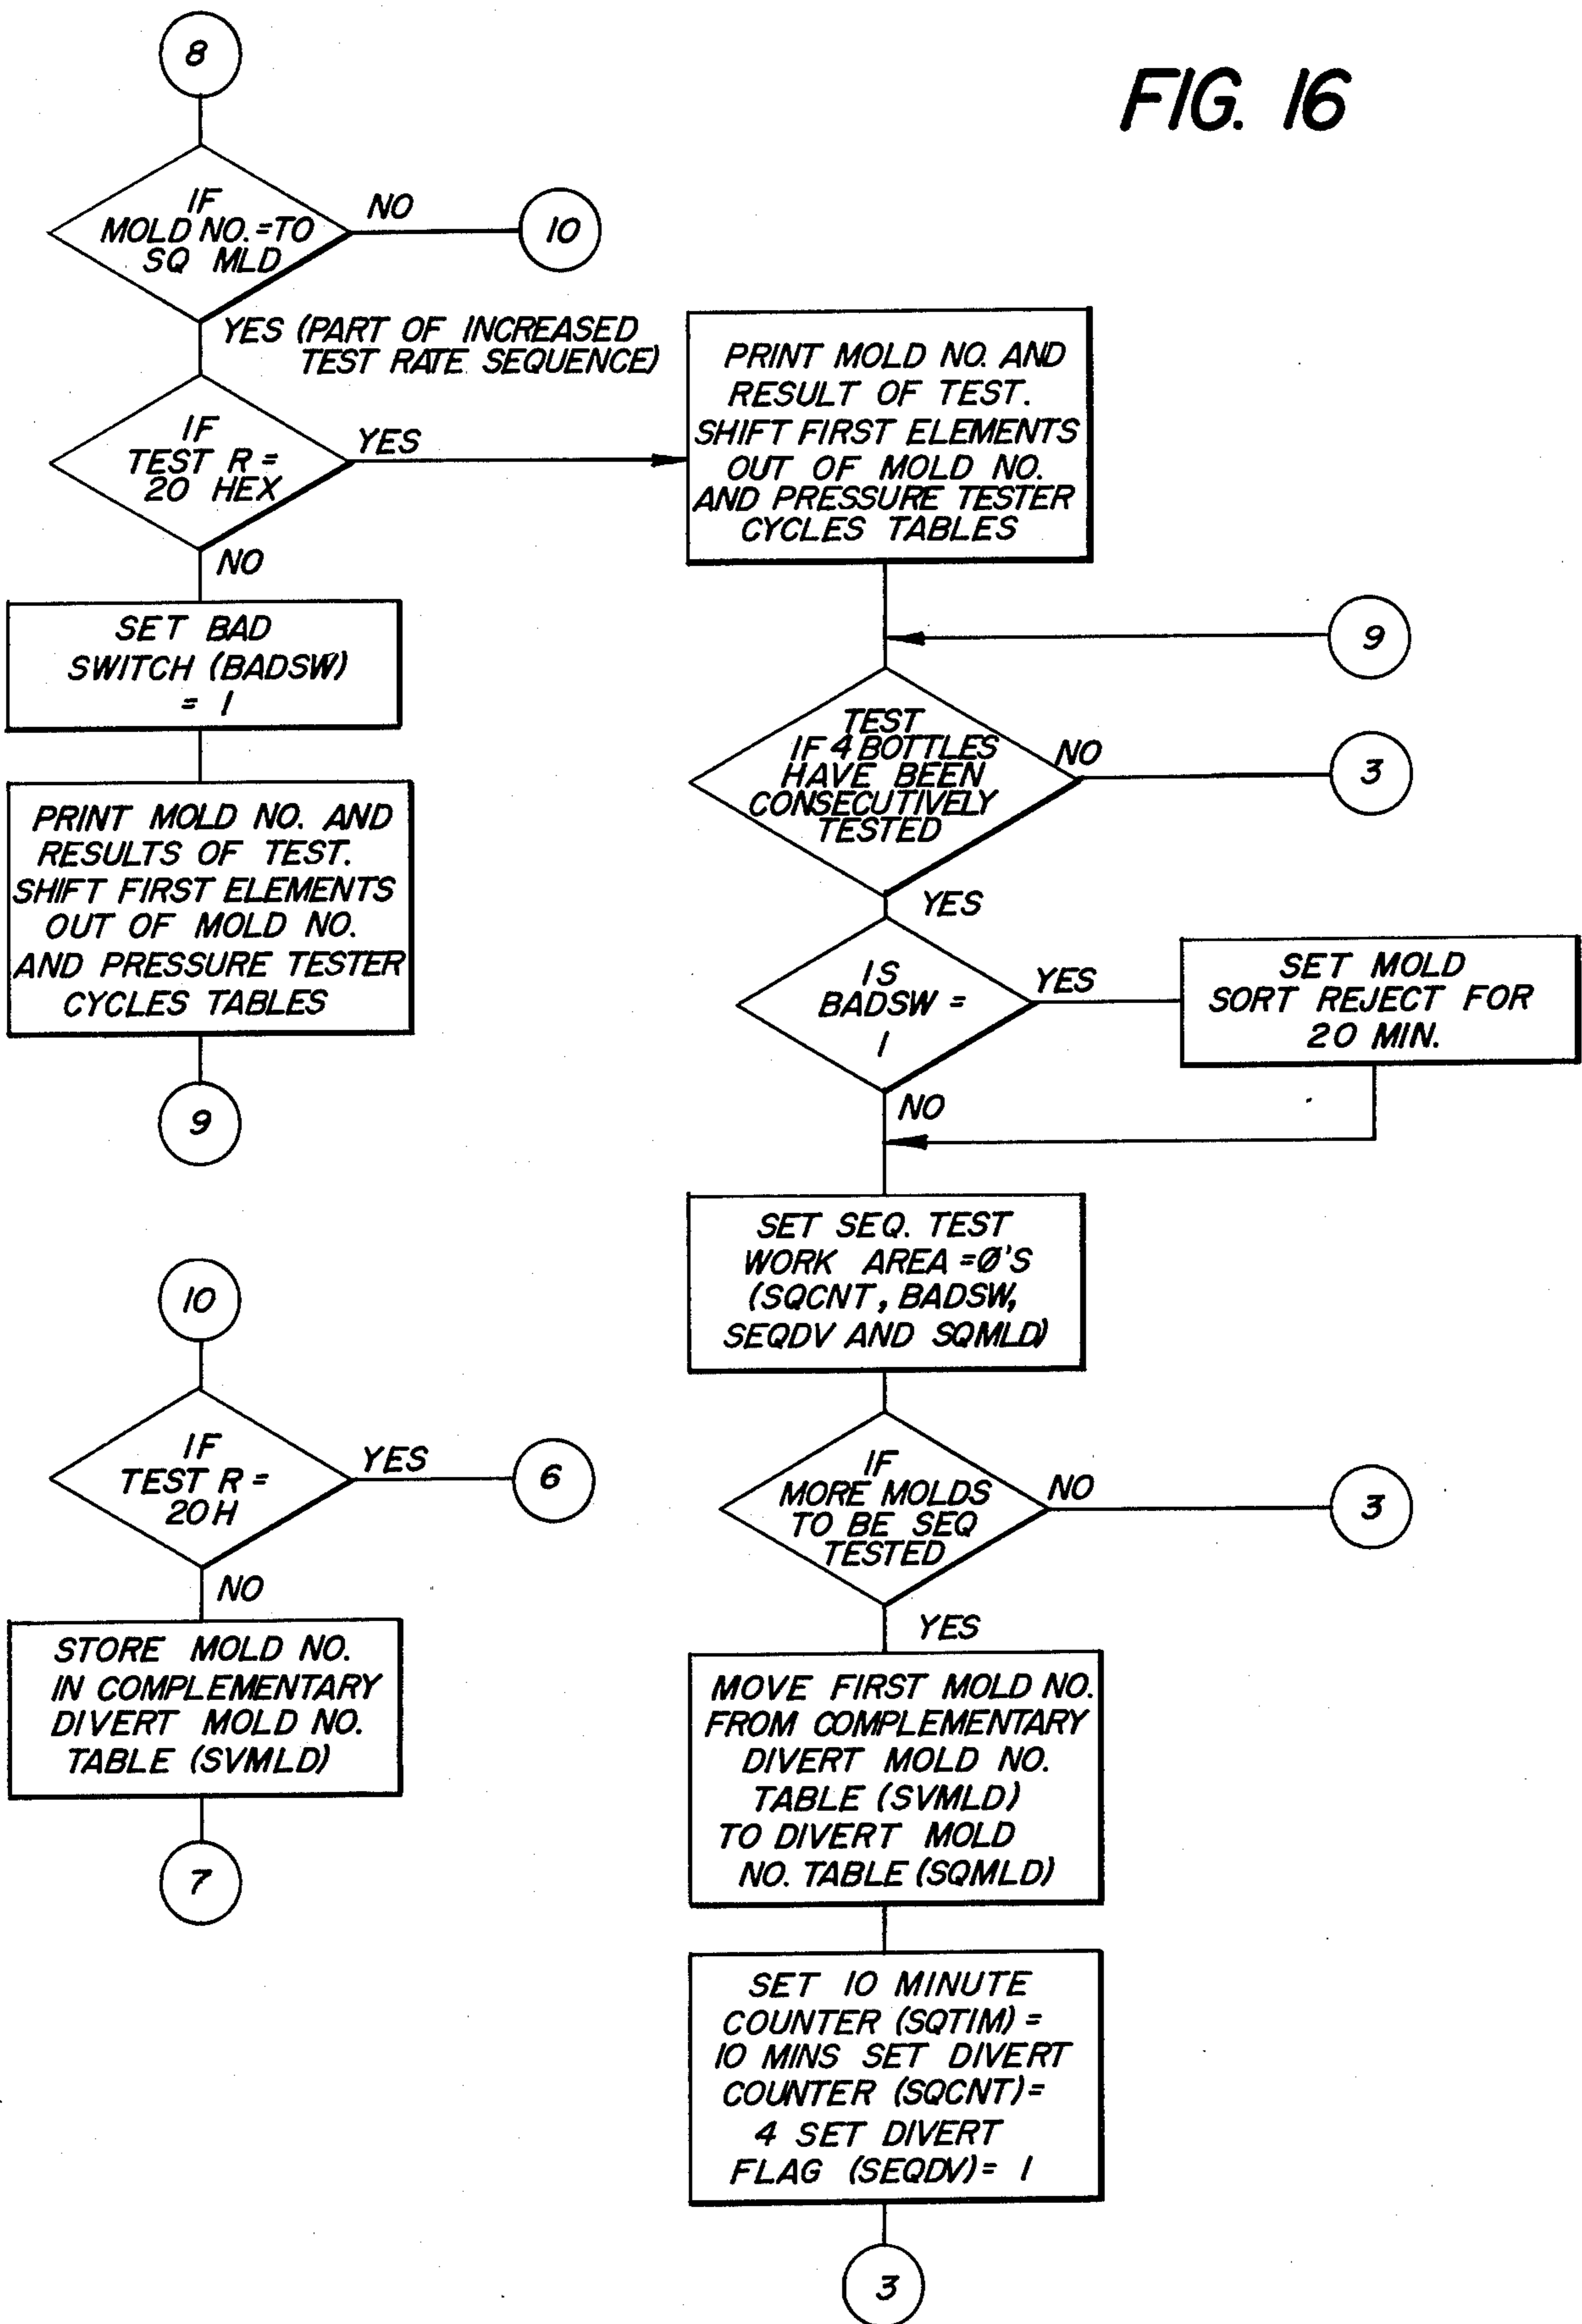 FIG. 16
8
IF
MOLD NO.=TO
SQ MLD
NO
10
YES (PART OF INCREASED
TEST RATE SEQUENCE)
IF
TEST R =
20 HEX
YES
NO
SET BAD
SWITCH (BADSW)
= 1
PRINT MOLD NO. AND
RESULTS OF TEST.
SHIFT FIRST ELEMENTS
OUT OF MOLD NO.
AND PRESSURE TESTER
CYCLES TABLES
9
10
IF
TEST R =
20H
YES
6
NO
STORE MOLD NO.
IN COMPLEMENTARY
DIVERT MOLD NO.
TABLE (SVMLD)
7
PRINT MOLD NO. AND
RESULT OF TEST.
SHIFT FIRST ELEMENTS
OUT OF MOLD NO.
AND PRESSURE TESTER
CYCLES TABLES
9
TEST
IF 4 BOTTLES
HAVE BEEN
CONSECUTIVELY
TESTED
NO
3
YES
IS
BADSW =
1
YES
SET MOLD
SORT REJECT FOR
20 MIN.
NO
SET SEQ. TEST
WORK AREA =Ø'S
(SQCNT, BADSW,
SEQDV AND SQMLD)
IF
MORE MOLDS
TO BE SEQ
TESTED
NO
3
YES
MOVE FIRST MOLD NO.
FROM COMPLEMENTARY
DIVERT MOLD NO.
TABLE (SVMLD)
TO DIVERT MOLD
NO. TABLE (SQMLD)
SET 10 MINUTE
COUNTER (SQTIM) =
10 MINS SET DIVERT
COUNTER (SQCNT)=
4 SET DIVERT
FLAG (SEQDV)= 1
3